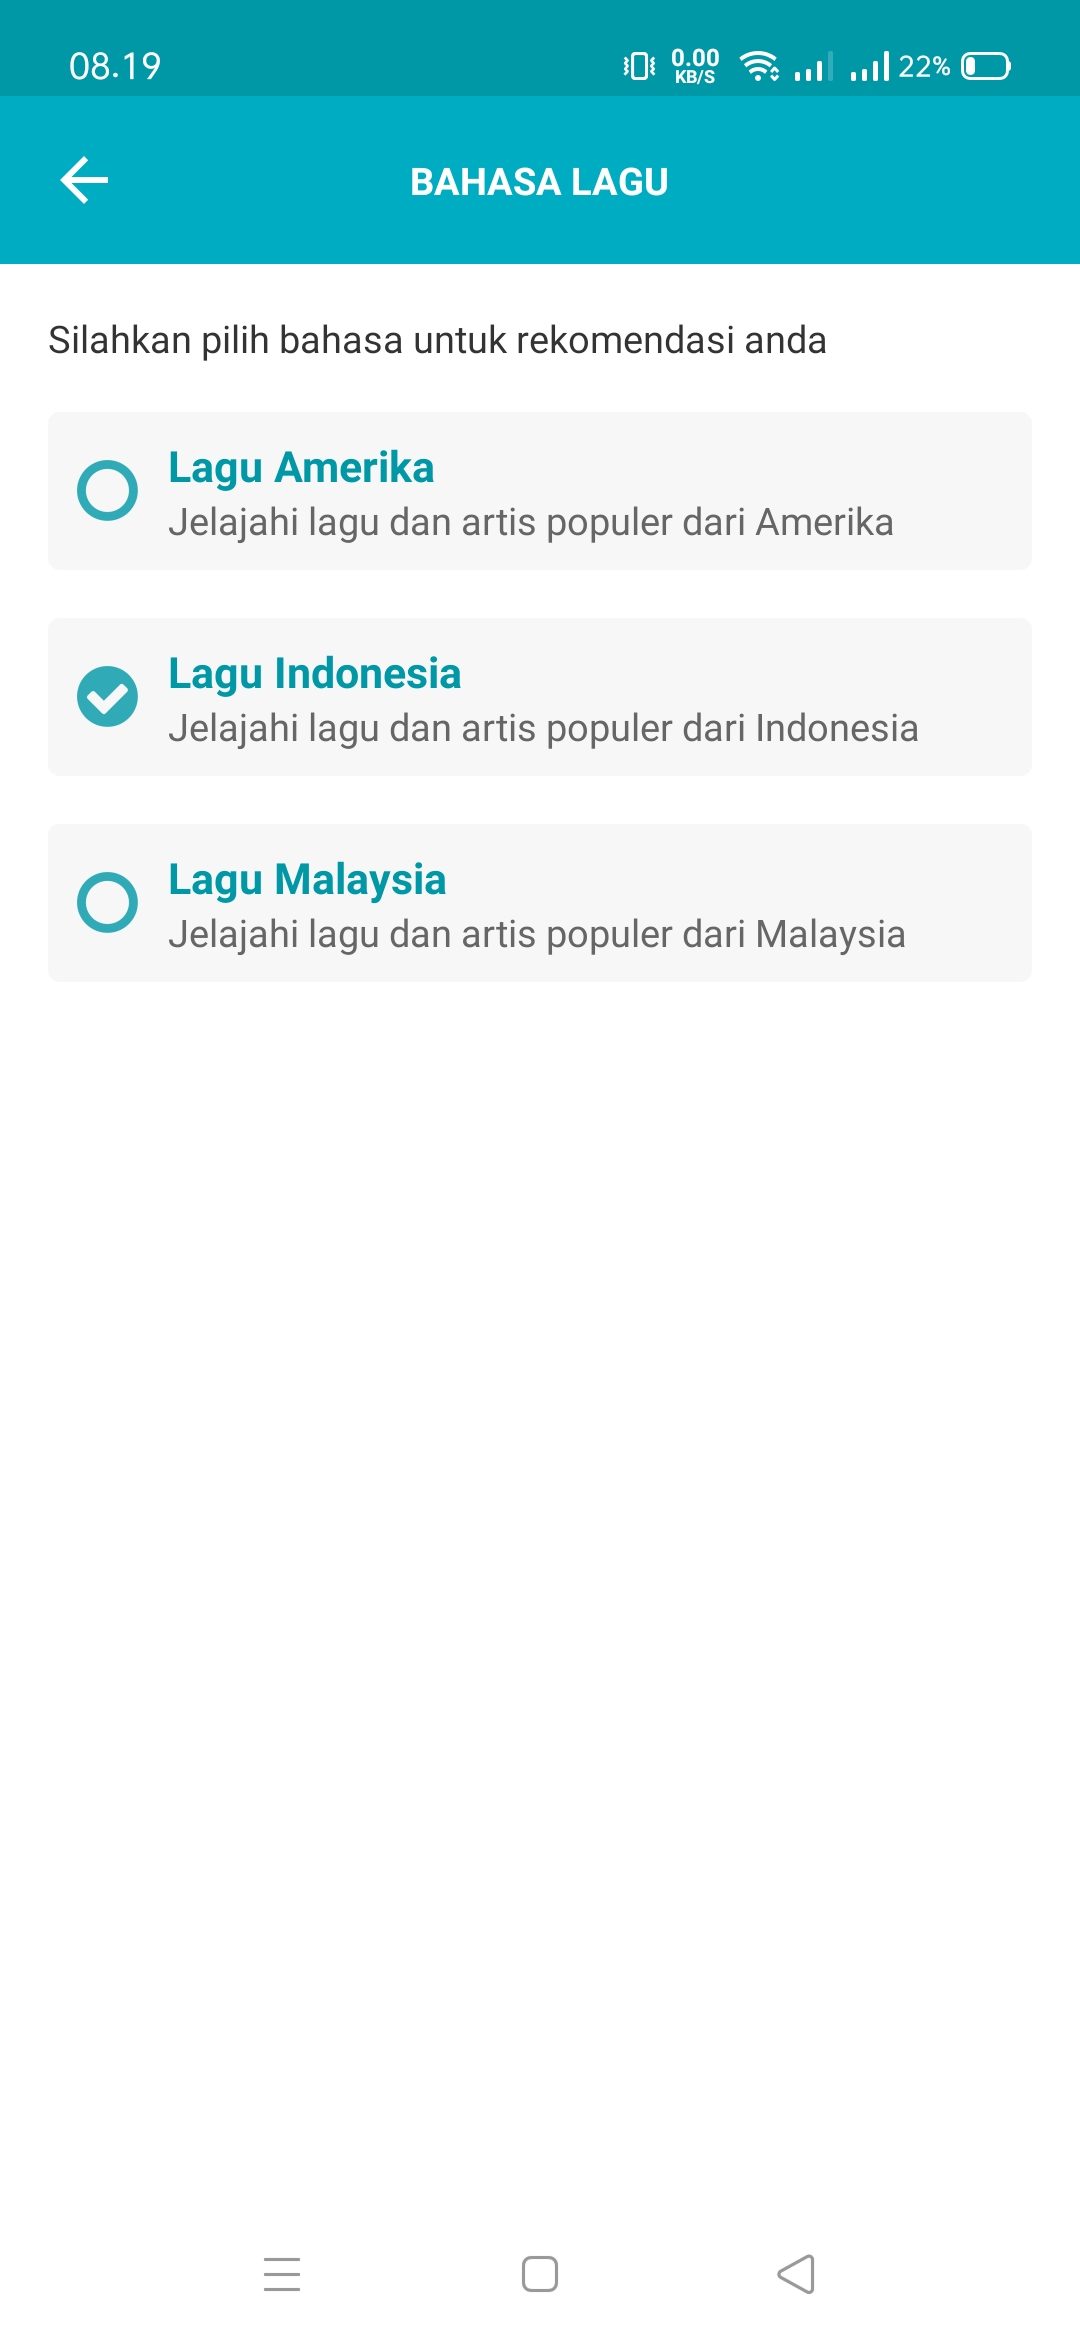 08.19
0.00
KB/S
22%
BAHASA LAGU
Silahkan pilih bahasa untuk rekomendasi anda
Lagu Amerika
Jelajahi lagu dan artis populer dari Amerika
Lagu Indonesia
Jelajahi lagu dan artis populer dari Indonesia
Lagu Malaysia
Jelajahi lagu dan artis populer dari Malaysia